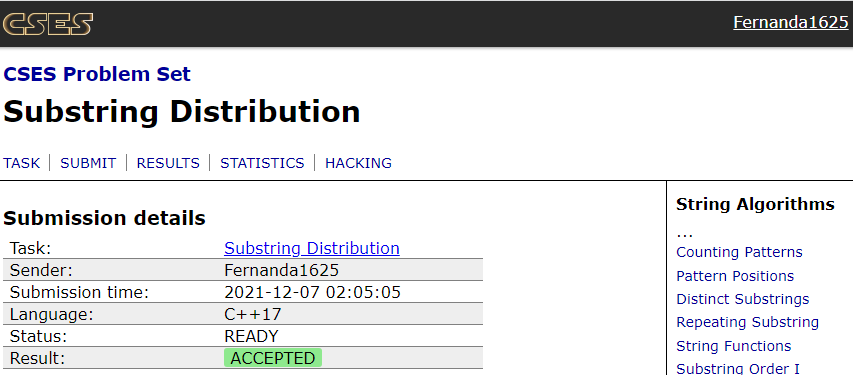 CSES
Fernanda1625
CSES Problem Set
Substring Distribution
TASK | SUBMIT | RESULTS | STATISTICS | HACKING
Submission details
Task: Substring Distribution
Sender: Fernanda1625
Submission time: 2021-12-07 02:05:05
Language: C++17
Status: READY
Result: ACCEPTED
String Algorithms
...
Counting Patterns
Pattern Positions
Distinct Substrings
Repeating Substring
String Functions
Substring Order I